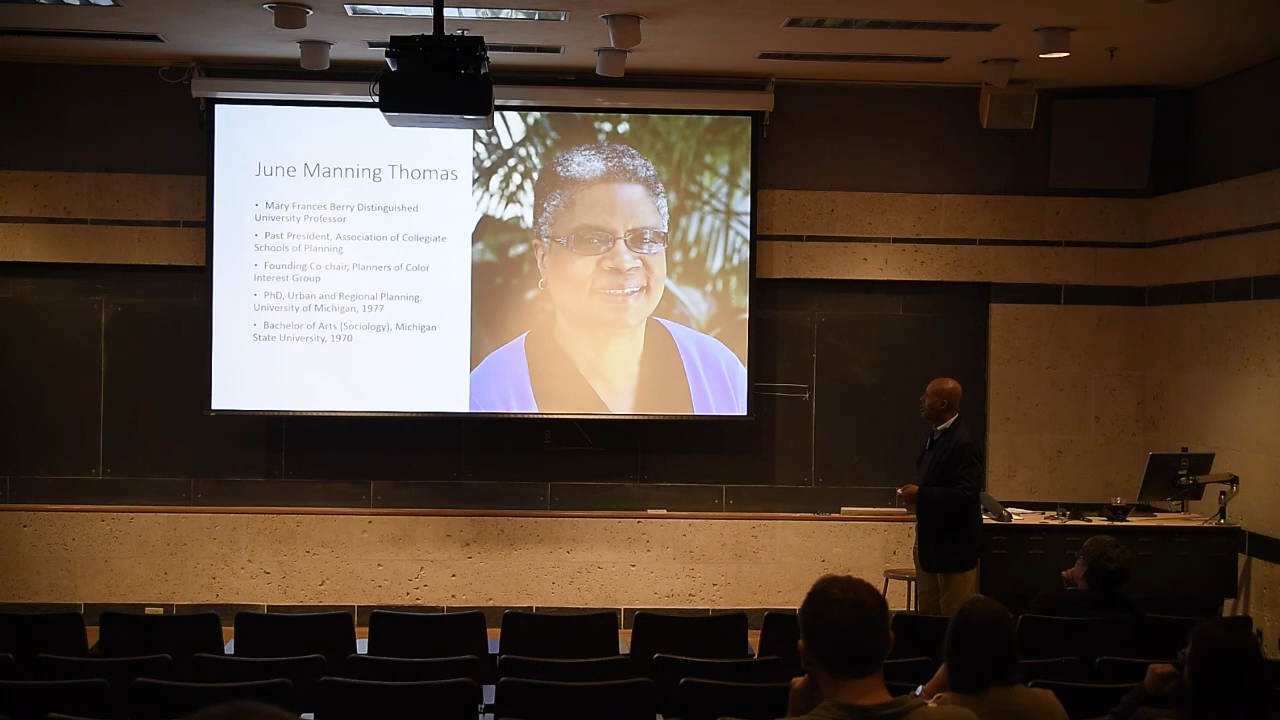 June Manning Thomas
• Mary Frances Berry Distinguished
University Professor
• Past President, Association of Collegiate
Schools of Planning
• Founding Co-chair, Planners of Color
Interest Group
• PhD, Urban and Regional Planning,
University of Michigan, 1977
• Bachelor of Arts (Sociology), Michigan
State University, 1970